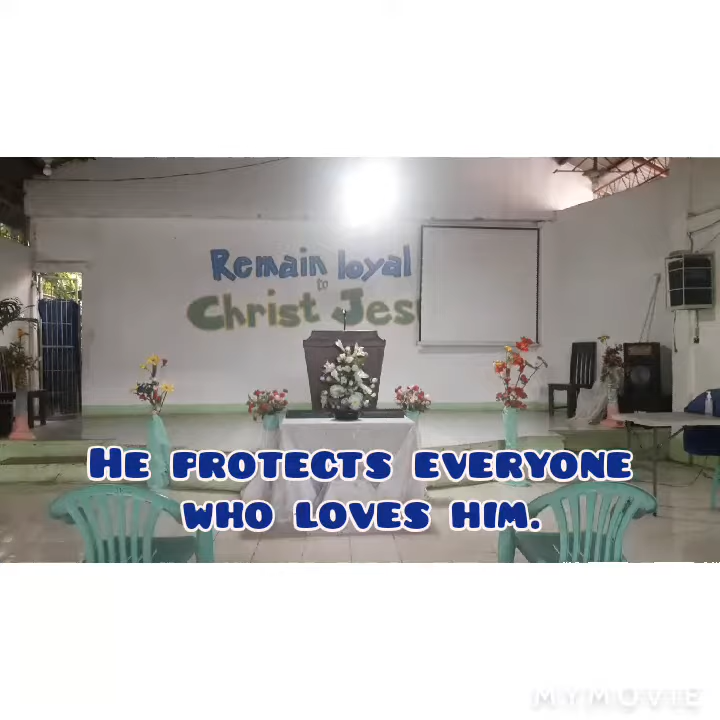 Remain loyal
to
Christ Jes
He protects everyone
who loves him.
MYMOVIE